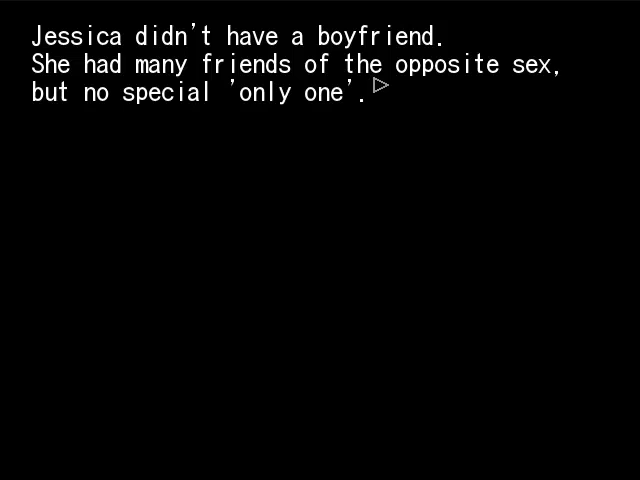 Jessica didn't have a boyfriend.
She had many friends of the opposite sex,
but no special 'only one'.